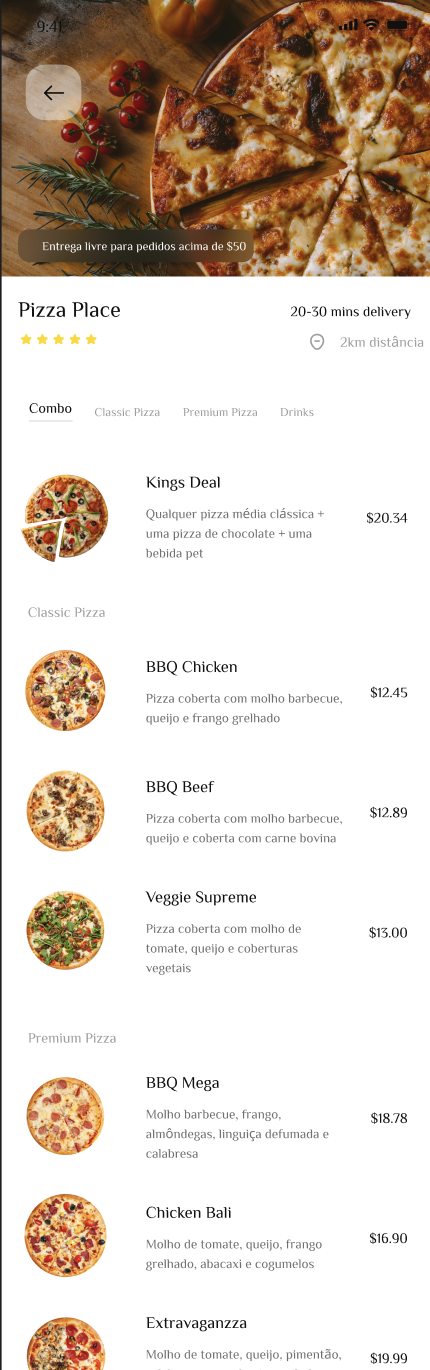 9:41
Entrega livre para pedidos acima de $50
Pizza Place
20-30 mins delivery
2km distância
Combo
Classic Pizza
Premium Pizza
Drinks
Kings Deal
Qualquer pizza média clássica +
uma pizza de chocolate + uma
bebida pet
$20.34
Classic Pizza
BBQ Chicken
Pizza coberta com molho barbecue,
queijo e frango grelhado
$12.45
BBQ Beef
Pizza coberta com molho barbecue,
queijo e coberta com carne bovina
$12.89
Veggie Supreme
Pizza coberta com molho de
tomate, queijo e coberturas
vegetais
$13.00
Premium Pizza
BBQ Mega
Molho barbecue, frango,
almôndegas, linguiça defumada e
calabresa
$18.78
Chicken Bali
Molho de tomate, queijo, frango
grelhado, abacaxi e cogumelos
$16.90
Extravaganzza
Molho de tomate, queijo, pimentão,
$19.99